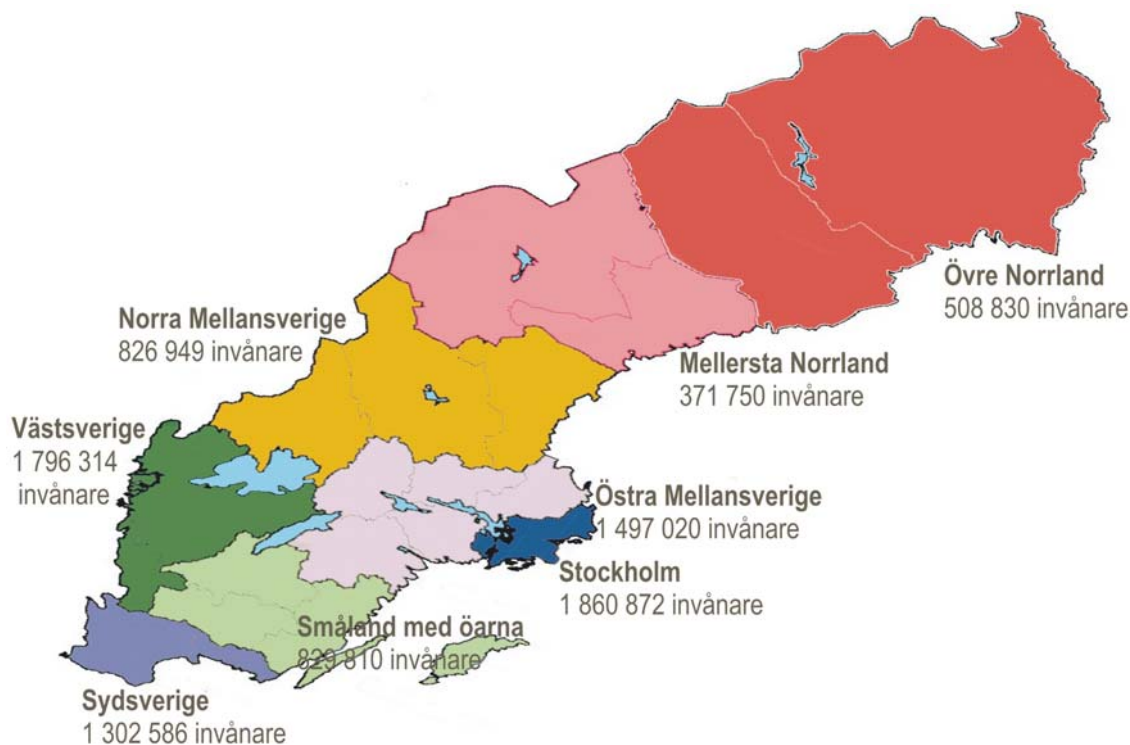 Övre Norrland
508 830 invånare
Norra Mellansverige
826 949 invånare
Mellersta Norrland
371 750 invånare
Västsverige
1 796 314
invånare
Östra Mellansverige
1 497 020 invånare
Stockholm
1 860 872 invånare
Småland med öarna
829 810 invånare
Sydsverige
1 302 586 invånare